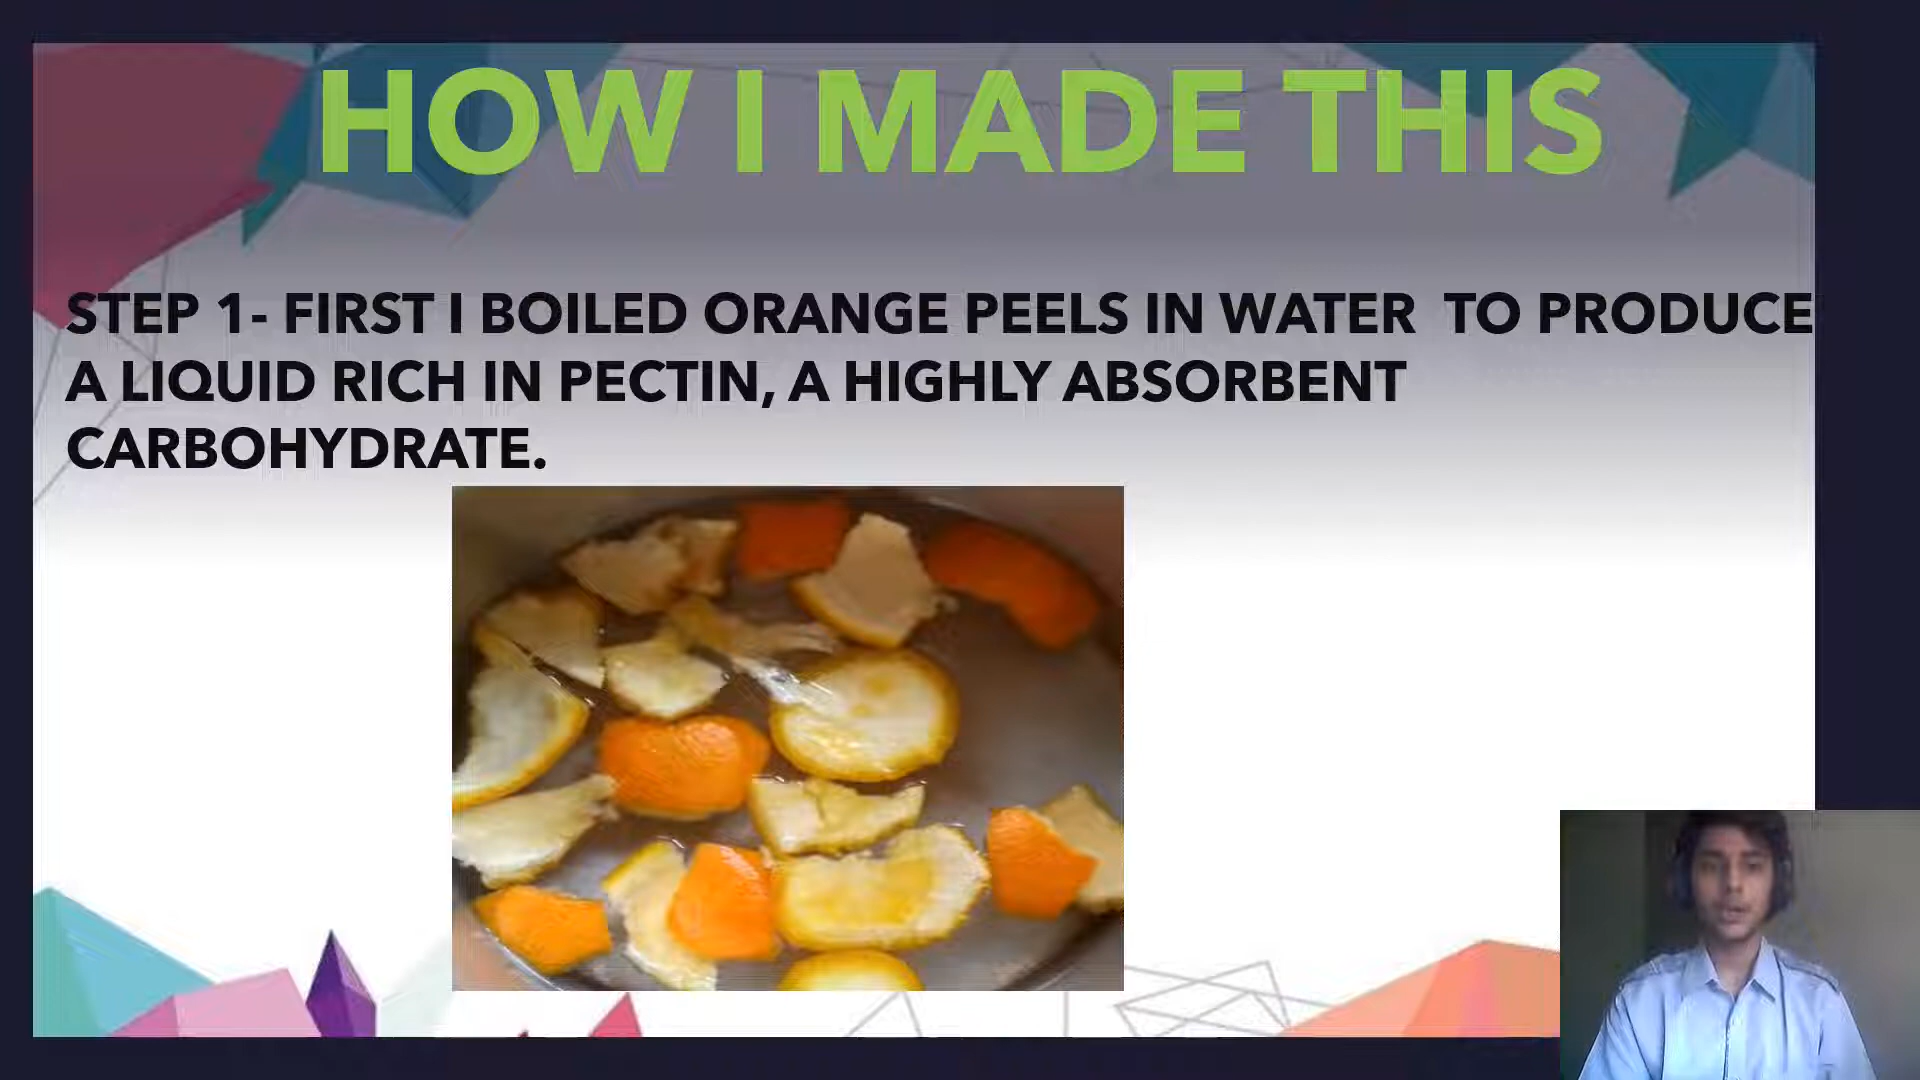 HOW I MADE THIS
STEP 1- FIRST I BOILED ORANGE PEELS IN WATER TO PRODUCE
A LIQUID RICH IN PECTIN, A HIGHLY ABSORBENT
CARBOHYDRATE.